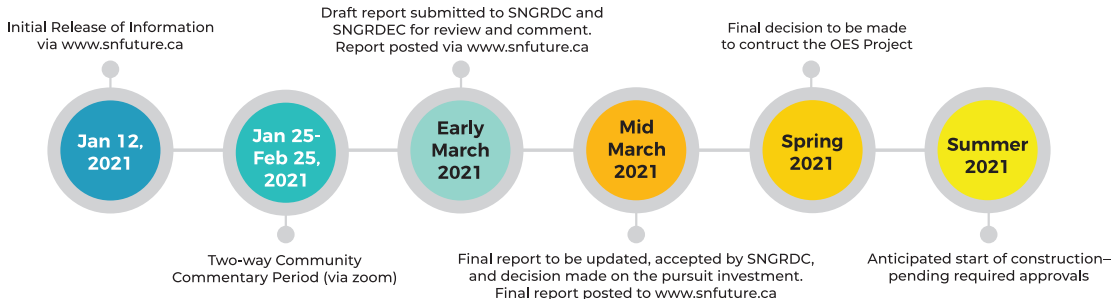 Initial Release of Information
via www.snfuture.ca
Jan 12,
2021
Jan 25-
Feb 25,
2021
Two-way Community
Commentary Period (via zoom)
Draft report submitted to SNGRDC and
SNGRDEC for review and comment.
Report posted via www.snfuture.ca
Early
March
2021
Mid
March
2021
Final report to be updated, accepted by SNGRDC,
and decision made on the pursuit investment.
Final report posted to www.snfuture.ca
Final decision to be made
to contruct the OES Project
Spring
2021
Summer
2021
Anticipated start of construction–
pending required approvals